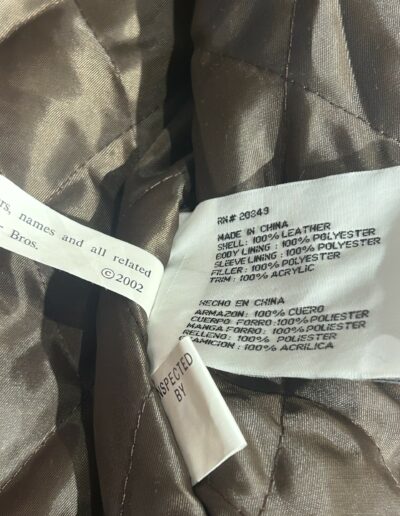 rs, names and all related
Bros.
©2002
RN# 20849
MADE IN CHINA
SHELL: 100% LEATHER
BODY LINING : 100% POLYESTER
SLEEVE LINING : 100% POLYESTER
FILLER : 100% POLYESTER
TRIM : 100% ACRYLIC
HECHO EN CHINA
ARMAZON: 100% CUERO
CUERPO FORRO :100% POLIESTER
MANGA FORRO: 100% POLIESTER
RELLENO: 100% POLIESTER
GUARNICION : 100% ACRILICA
NSPECTED
BY